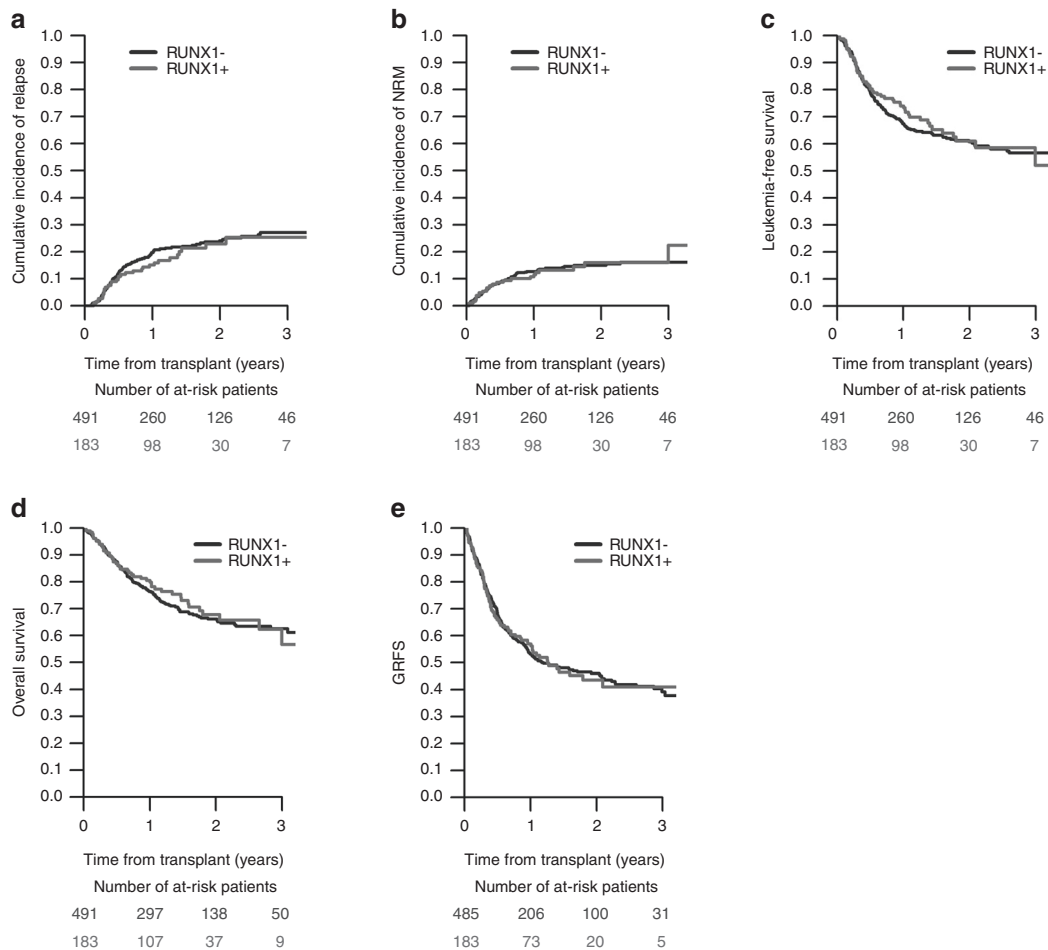 a
Cumulative incidence of relapse
1.0
0.9
0.8
0.7
0.6
0.5
0.4
0.3
0.2
0.1
0.0
RUNX1-
RUNX1+
0 1 2 3
Time from transplant (years)
Number of at-risk patients
491 260 126 46
183 98 30 7
b
Cumulative incidence of NRM
1.0
0.9
0.8
0.7
0.6
0.5
0.4
0.3
0.2
0.1
0.0
RUNX1-
RUNX1+
0 1 2 3
Time from transplant (years)
Number of at-risk patients
491 260 126 46
183 98 30 7
c
Leukemia-free survival
1.0
0.9
0.8
0.7
0.6
0.5
0.4
0.3
0.2
0.1
0.0
RUNX1-
RUNX1+
0 1 2 3
Time from transplant (years)
Number of at-risk patients
491 260 126 46
183 98 30 7
d
Overall survival
1.0
0.9
0.8
0.7
0.6
0.5
0.4
0.3
0.2
0.1
0.0
RUNX1-
RUNX1+
0 1 2 3
Time from transplant (years)
Number of at-risk patients
491 297 138 50
183 107 37 9
e
GRFS
1.0
0.9
0.8
0.7
0.6
0.5
0.4
0.3
0.2
0.1
0.0
RUNX1-
RUNX1+
0 1 2 3
Time from transplant (years)
Number of at-risk patients
485 206 100 31
183 73 20 5